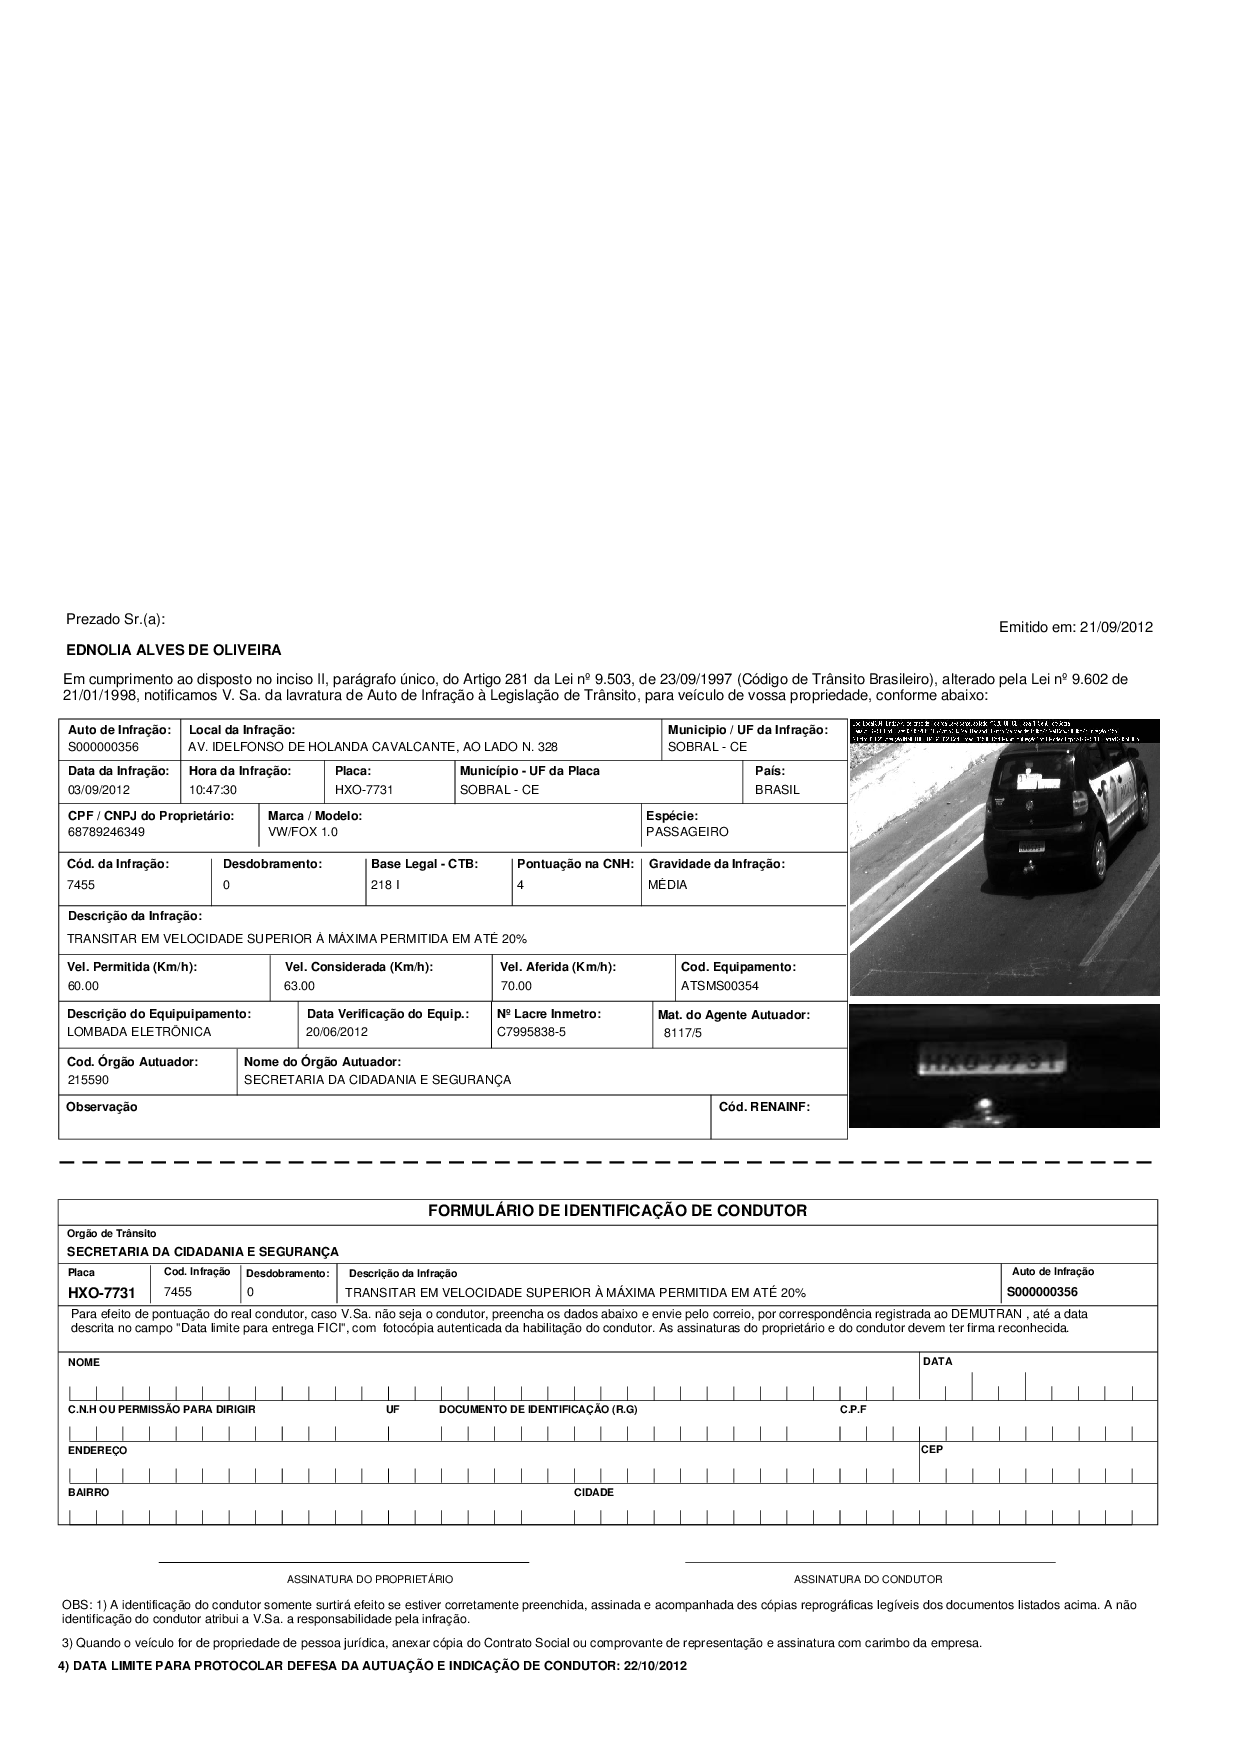 Prezado Sr.(a):
Emitido em: 21/09/2012
EDNOLIA ALVES DE OLIVEIRA
Em cumprimento ao disposto no inciso II, parágrafo único, do Artigo 281 da Lei nº 9.503, de 23/09/1997 (Código de Trânsito Brasileiro), alterado pela Lei nº 9.602 de
21/01/1998, notificamos V. Sa. da lavratura de Auto de Infração à Legislação de Trânsito, para veículo de vossa propriedade, conforme abaixo:
Auto de Infração: Local da Infração: Municipio / UF da Infração:
S000000356 AV. IDELFONSO DE HOLANDA CAVALCANTE, AO LADO N. 328 SOBRAL - CE
Data da Infração: Hora da Infração: Placa: Município - UF da Placa País:
03/09/2012 10:47:30 HXO-7731 SOBRAL - CE BRASIL
CPF / CNPJ do Proprietário: Marca / Modelo: Espécie:
68789246349 VW/FOX 1.0 PASSAGEIRO
Cód. da Infração: Desdobramento: Base Legal - CTB: Pontuação na CNH: Gravidade da Infração:
7455 0 218 I 4 MÉDIA
Descrição da Infração:
TRANSITAR EM VELOCIDADE SUPERIOR À MÁXIMA PERMITIDA EM ATÉ 20%
Vel. Permitida (Km/h): Vel. Considerada (Km/h): Vel. Aferida (Km/h): Cod. Equipamento:
60.00 63.00 70.00 ATSMS00354
Descrição do Equipuipamento: Data Verificação do Equip.: Nº Lacre Inmetro: Mat. do Agente Autuador:
LOMBADA ELETRÔNICA 20/06/2012 C7995838-5 8117/5
Cod. Órgão Autuador: Nome do Órgão Autuador:
215590 SECRETARIA DA CIDADANIA E SEGURANÇA
Observação Cód. RENAINF:
HXO-7731
FORMULÁRIO DE IDENTIFICAÇÃO DE CONDUTOR
Orgão de Trânsito
SECRETARIA DA CIDADANIA E SEGURANÇA
Placa Cod. Infração Desdobramento: Descrição da Infração Auto de Infração
HXO-7731 7455 0 TRANSITAR EM VELOCIDADE SUPERIOR À MÁXIMA PERMITIDA EM ATÉ 20% S000000356
Para efeito de pontuação do real condutor, caso V.Sa. não seja o condutor, preencha os dados abaixo e envie pelo correio, por correspondência registrada ao DEMUTRAN , até a data
descrita no campo "Data limite para entrega FICI", com fotocópia autenticada da habilitação do condutor. As assinaturas do proprietário e do condutor devem ter firma reconhecida.
NOME DATA
C.N.H OU PERMISSÃO PARA DIRIGIR UF DOCUMENTO DE IDENTIFICAÇÃO (R.G) C.P.F
ENDEREÇO CEP
BAIRRO CIDADE
ASSINATURA DO PROPRIETÁRIO ASSINATURA DO CONDUTOR
OBS: 1) A identificação do condutor somente surtirá efeito se estiver corretamente preenchida, assinada e acompanhada des cópias reprográficas legíveis dos documentos listados acima. A não
identificação do condutor atribui a V.Sa. a responsabilidade pela infração.
3) Quando o veículo for de propriedade de pessoa jurídica, anexar cópia do Contrato Social ou comprovante de representação e assinatura com carimbo da empresa.
4) DATA LIMITE PARA PROTOCOLAR DEFESA DA AUTUAÇÃO E INDICAÇÃO DE CONDUTOR: 22/10/2012